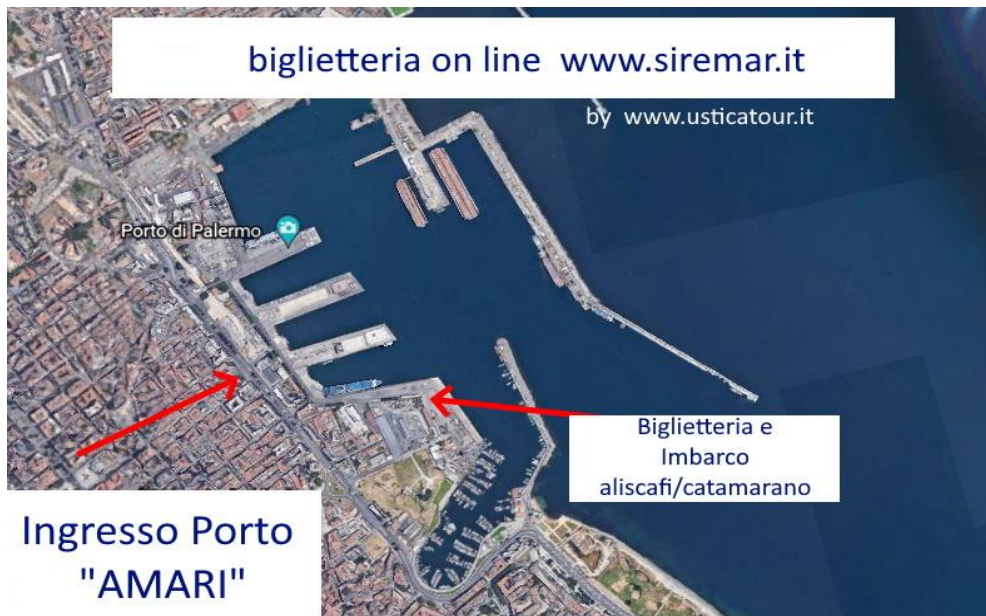 biglietteria on line  www.siremar.it
by  www.usticatour.it
Porto di Palermo
Biglietteria e
Imbarco
aliscafi/catamarano
Ingresso Porto
"AMARI"